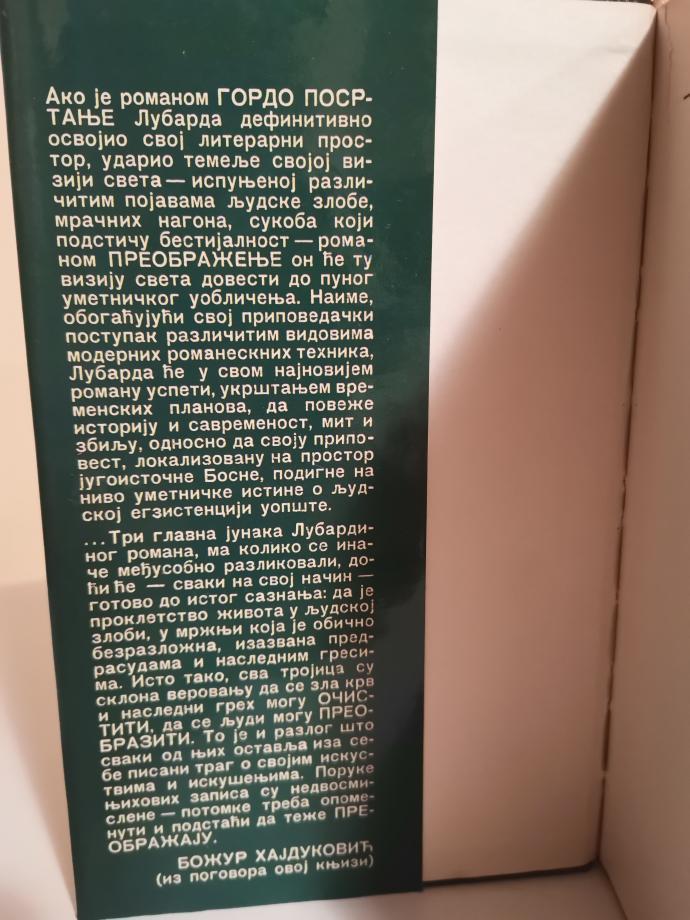 Ако је романом ГОРДО ПОСР-
ТАЊЕ Лубарда дефинитивно
освојио свој литерарни прос-
тор, ударио темеље својој ви-
зији света — испуњеној разли-
читим појавама људске злобе,
мрачних нагона, сукоба који
подстичу бестијалност — рома-
ном ПРЕОБРАЖЕЊЕ он ће ту
визију света довести до пуног
уметничког уобличења. Наиме,
обогаћујући свој приповедачки
поступак различитим видовима
модерних романескних техника,
Лубарда ће у свом најновијем
роману успети, укрштањем вре-
менских планова, да повеже
историју и савременост, мит и
збиљу, односно да своју припо-
вест, локализовану на простор
југоисточне Босне, подигне на
ниво уметничке истине о људ-
ској егзистенцији уопште.
...Три главна јунака Лубарди-
ног романа, ма колико се ина-
че међусобно разликовали, до-
ћи ће — сваки на свој начин —
готово до истог сазнања: да је
проклетство живота у људској
злоби, у мржњи која је обично
безразложна, изазвана пред-
расудама и наследним греси-
ма. Исто тако, сва тројица су
склона веровању да се зла крв
и наследни грех могу ОЧИС-
ТИТИ, да се људи могу ПРЕО-
БРАЗИТИ. То је и разлог што
сваки од њих оставља иза се-
бе писани траг о својим искус-
твима и искушењима. Поруке
њихових записа су недвосми-
слене — потомке треба опоме-
нути и подстаћи да теже ПРЕ-
ОБРАЖАЈУ.
БОЖУР ХАЈДУКОВИЋ
(из поговора овој књизи)